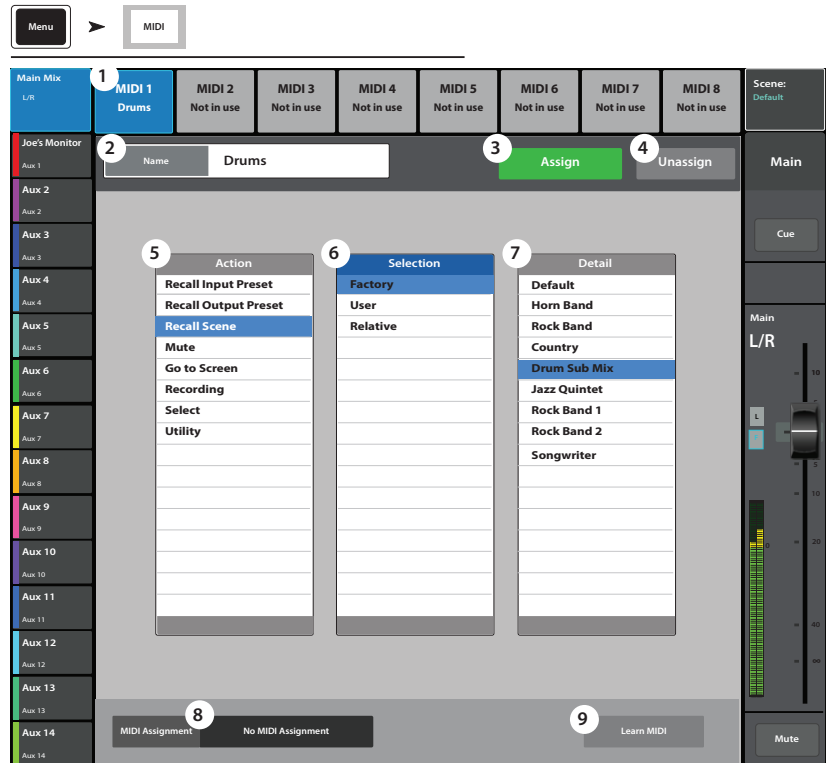 Menu
MIDI
Main Mix
L/R
1
MIDI 1
Drums
MIDI 2
Not in use
MIDI 3
Not in use
MIDI 4
Not in use
MIDI 5
Not in use
MIDI 6
Not in use
MIDI 7
Not in use
MIDI 8
Not in use
Scene:
Default
Joe's Monitor
Aux 1
Aux 2
Aux 2
Aux 3
Aux 3
Aux 4
Aux 4
Aux 5
Aux 5
Aux 6
Aux 6
Aux 7
Aux 7
Aux 8
Aux 8
Aux 9
Aux 9
Aux 10
Aux 10
Aux 11
Aux 11
Aux 12
Aux 12
Aux 13
Aux 13
Aux 14
Aux 14
2
Name
Drums
3
Assign
4
Unassign
5
Action
Recall Input Preset
Recall Output Preset
Recall Scene
Mute
Go to Screen
Recording
Select
Utility
6
Selection
Factory
User
Relative
7
Detail
Default
Horn Band
Rock Band
Country
Drum Sub Mix
Jazz Quintet
Rock Band 1
Rock Band 2
Songwriter
8
MIDI Assignment
No MIDI Assignment
9
Learn MIDI
Main
Cue
Main
L/R
10
L
5
10
0
20
40
∞
Mute